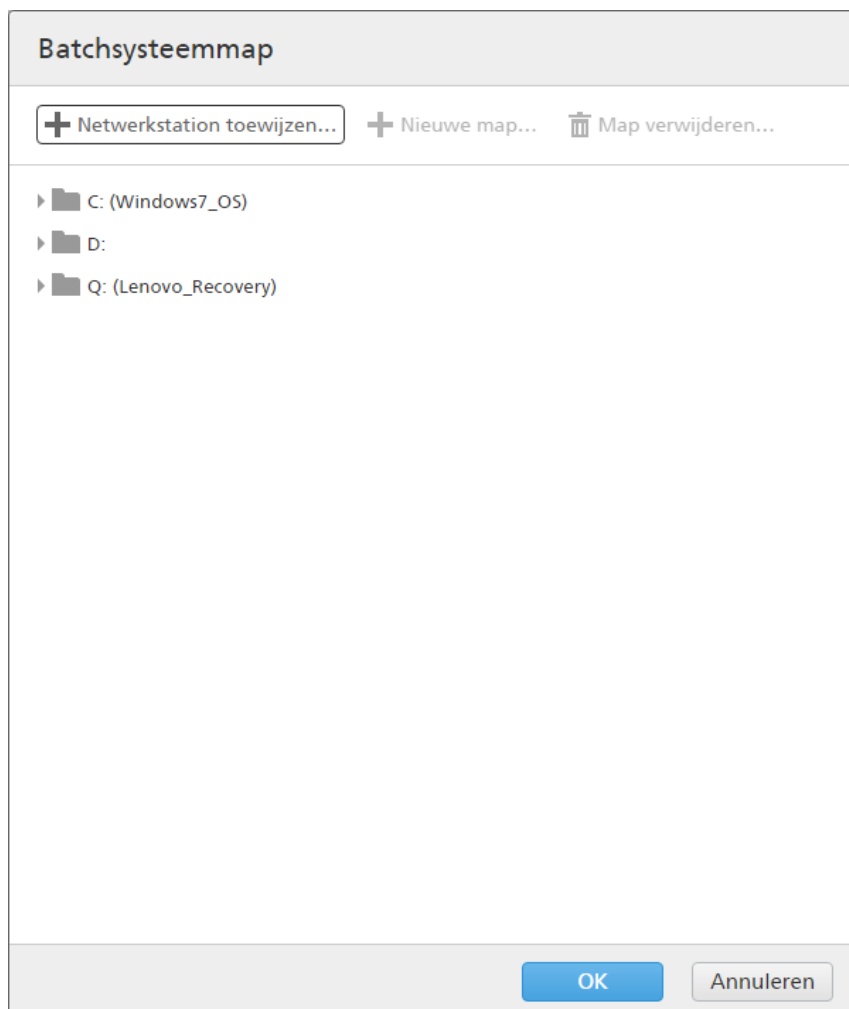 Batchsysteemmap
Netwerkstation toewijzen... Nieuwe map... Map verwijderen...
C: (Windows7_OS)
D:
Q: (Lenovo_Recovery)
OK Annuleren